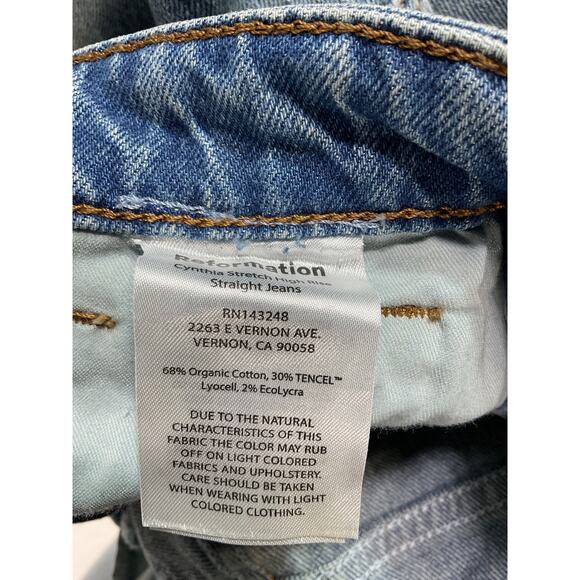 Reformation
Cynthia Stretch High Rise
Straight Jeans
RN143248
2263 E VERNON AVE.
VERNON, CA 90058
68% Organic Cotton, 30% TENCEL™
Lyocell, 2% EcoLycra
DUE TO THE NATURAL
CHARACTERISTICS OF THIS
FABRIC THE COLOR MAY RUB
OFF ON LIGHT COLORED
FABRICS AND UPHOLSTERY.
CARE SHOULD BE TAKEN
WHEN WEARING WITH LIGHT
COLORED CLOTHING.